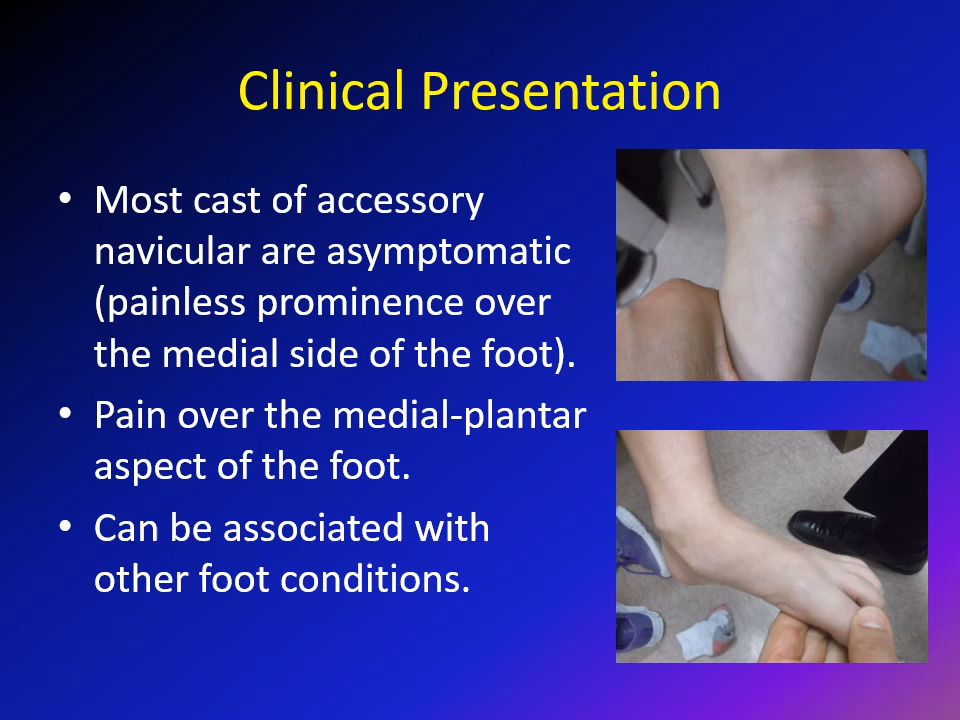 Clinical Presentation
• Most cast of accessory
navicular are asymptomatic
(painless prominence over
the medial side of the foot).
• Pain over the medial-plantar
aspect of the foot.
• Can be associated with
other foot conditions.